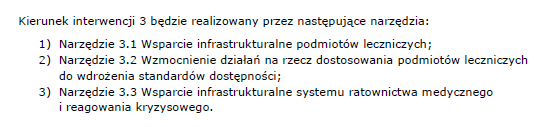 Kierunek interwencji 3 będzie realizowany przez następujące narzędzia:
1) Narzędzie 3.1 Wsparcie infrastrukturalne podmiotów leczniczych;
2) Narzędzie 3.2 Wzmocnienie działań na rzecz dostosowania podmiotów leczniczych
do wdrożenia standardów dostępności;
3) Narzędzie 3.3 Wsparcie infrastrukturalne systemu ratownictwa medycznego
i reagowania kryzysowego.